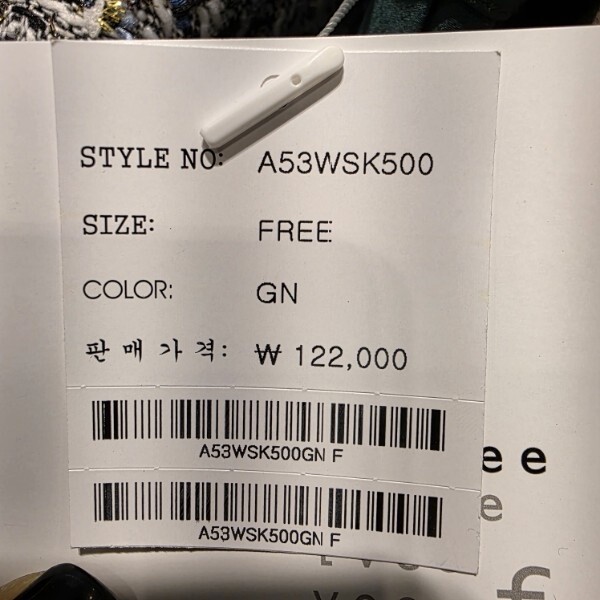 STYLE NO: A53WSK500
SIZE: FREE
COLOR: GN
판매가격: ₩ 122,000
A53WSK500GN F
A53WSK500GN F